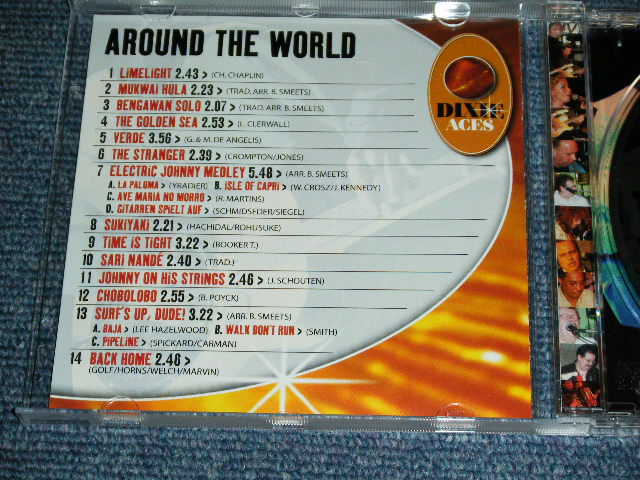 AROUND THE WORLD
DIXIE
ACES
1 LiMELiGHT 2.43 > (CH. CHAPLIN)
2 MUKWAI HULA 2.23 > (TRAD. ARR. B. SMEETS)
3 BENGAWAN SOLO 2.07 > (TRAD. ARR. B. SMEETS)
4 THE GOLDEN SEA 2.53 > (L. CLERWALL)
5 VERDE 3.56 > (G. & M. DE ANGELIS)
6 THE STRANGER 2.39 > (CROMPTON/JONES)
7 ELECTRIC JOHNNY MEDLEY 5.48 > (ARR. B. SMEETS)
A. LA PALOMA > (YRADIER) B. ISLE OF CAPRI > (W. CROSZ/J. KENNEDY)
C. AVE MARIA NO MORRO > (R. MARTINS)
D. GITARREN SPIELT AUF > (SCHMIDSEDER/SIEGEL)
8 SUKIYAKI 2.21 > (HACHIDAI/ROHUSUKE)
9 TIME IS TIGHT 3.22 > (BOOKER T.)
10 SARI NANDÉ 2.40 > (TRAD.)
11 JOHNNY ON HiS STRINGS 2.46 > (J. SCHOUTEN)
12 CHOBOLOBO 2.55 > (B. POYCK)
13 SURF'S UP, DUDE! 3.22 > (ARR. B. SMEETS)
A. BAJA > (LEE HAZELWOOD) B. WALK DON'T RUN > (SMITH)
C. PIPELINE > (SPICKARD/CARMAN)
14 BACK HOME 2.46 >
(GOLF/HORNS/WELCH/MARVIN)